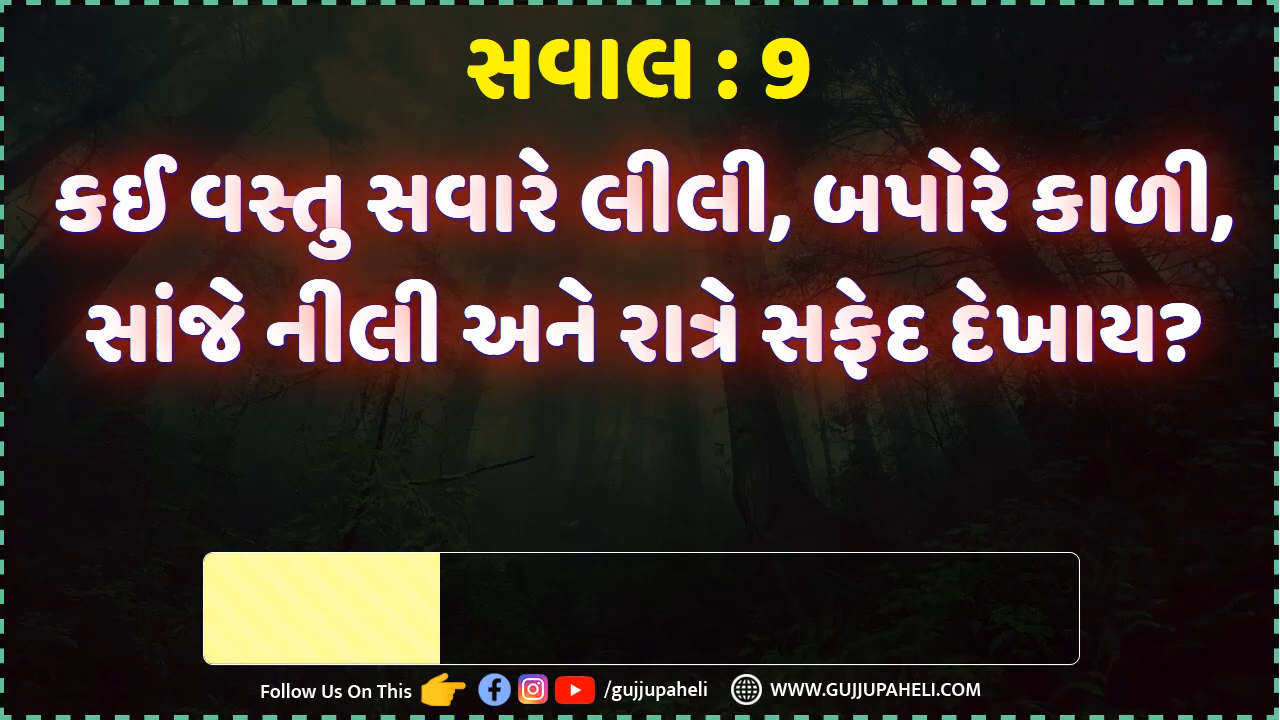 સવાલ : 9
કઈ વસ્તુ સવારે લીલી, બપોરે કાળી,
સાંજે નીલી અને રાત્રે સફેદ દેખાય?
Follow Us On This /gujjupaheli WWW.GUJJUPAHELI.COM